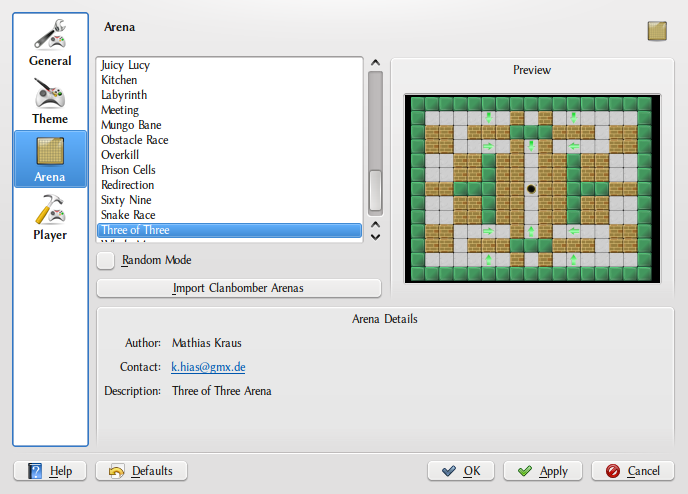 Arena
General
Theme
Arena
Player
Juicy Lucy
Kitchen
Labyrinth
Meeting
Mungo Bane
Obstacle Race
Overkill
Prison Cells
Redirection
Sixty Nine
Snake Race
Three of Three
Random Mode
Import Clanbomber Arenas
Preview
Arena Details
Author: Mathias Kraus
Contact: k.hias@gmx.de
Description: Three of Three Arena
Help
Defaults
OK
Apply
Cancel